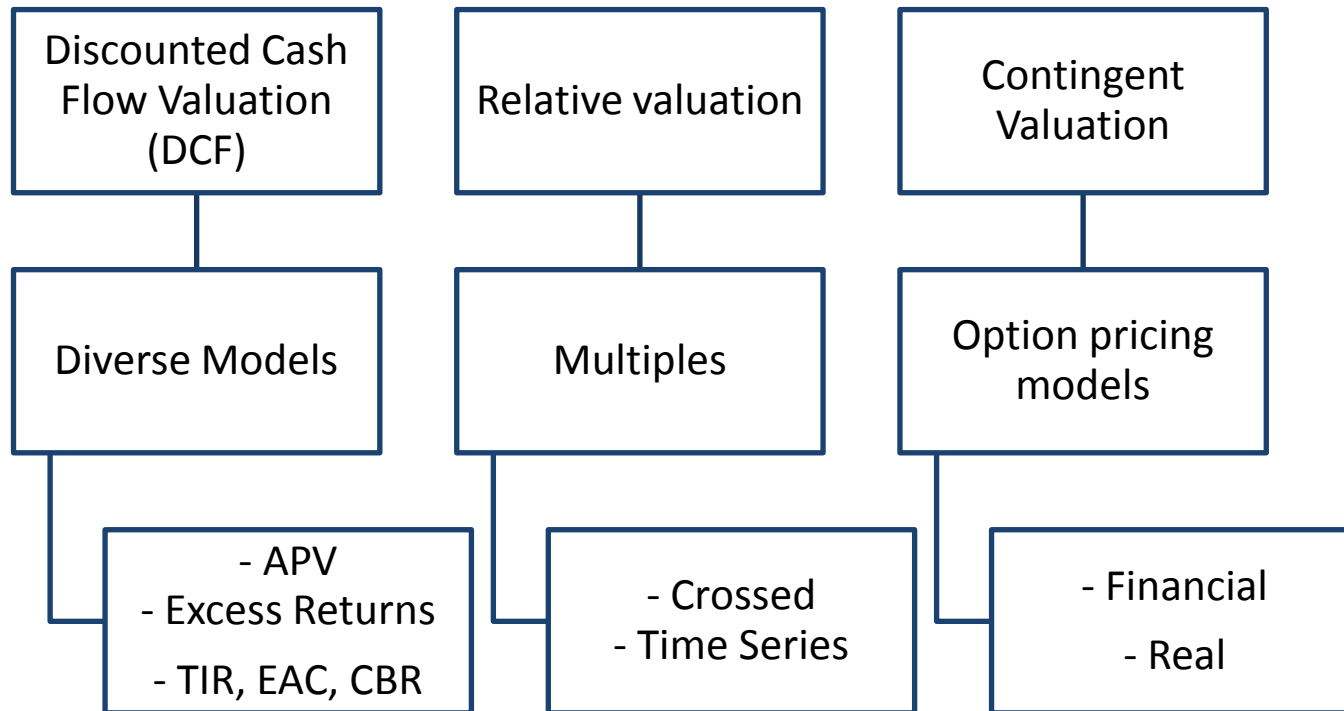 Discounted Cash
Flow Valuation
(DCF)
Relative valuation
Contingent
Valuation
Diverse Models
Multiples
Option pricing
models
- APV
- Excess Returns
- TIR, EAC, CBR
- Crossed
- Time Series
- Financial
- Real